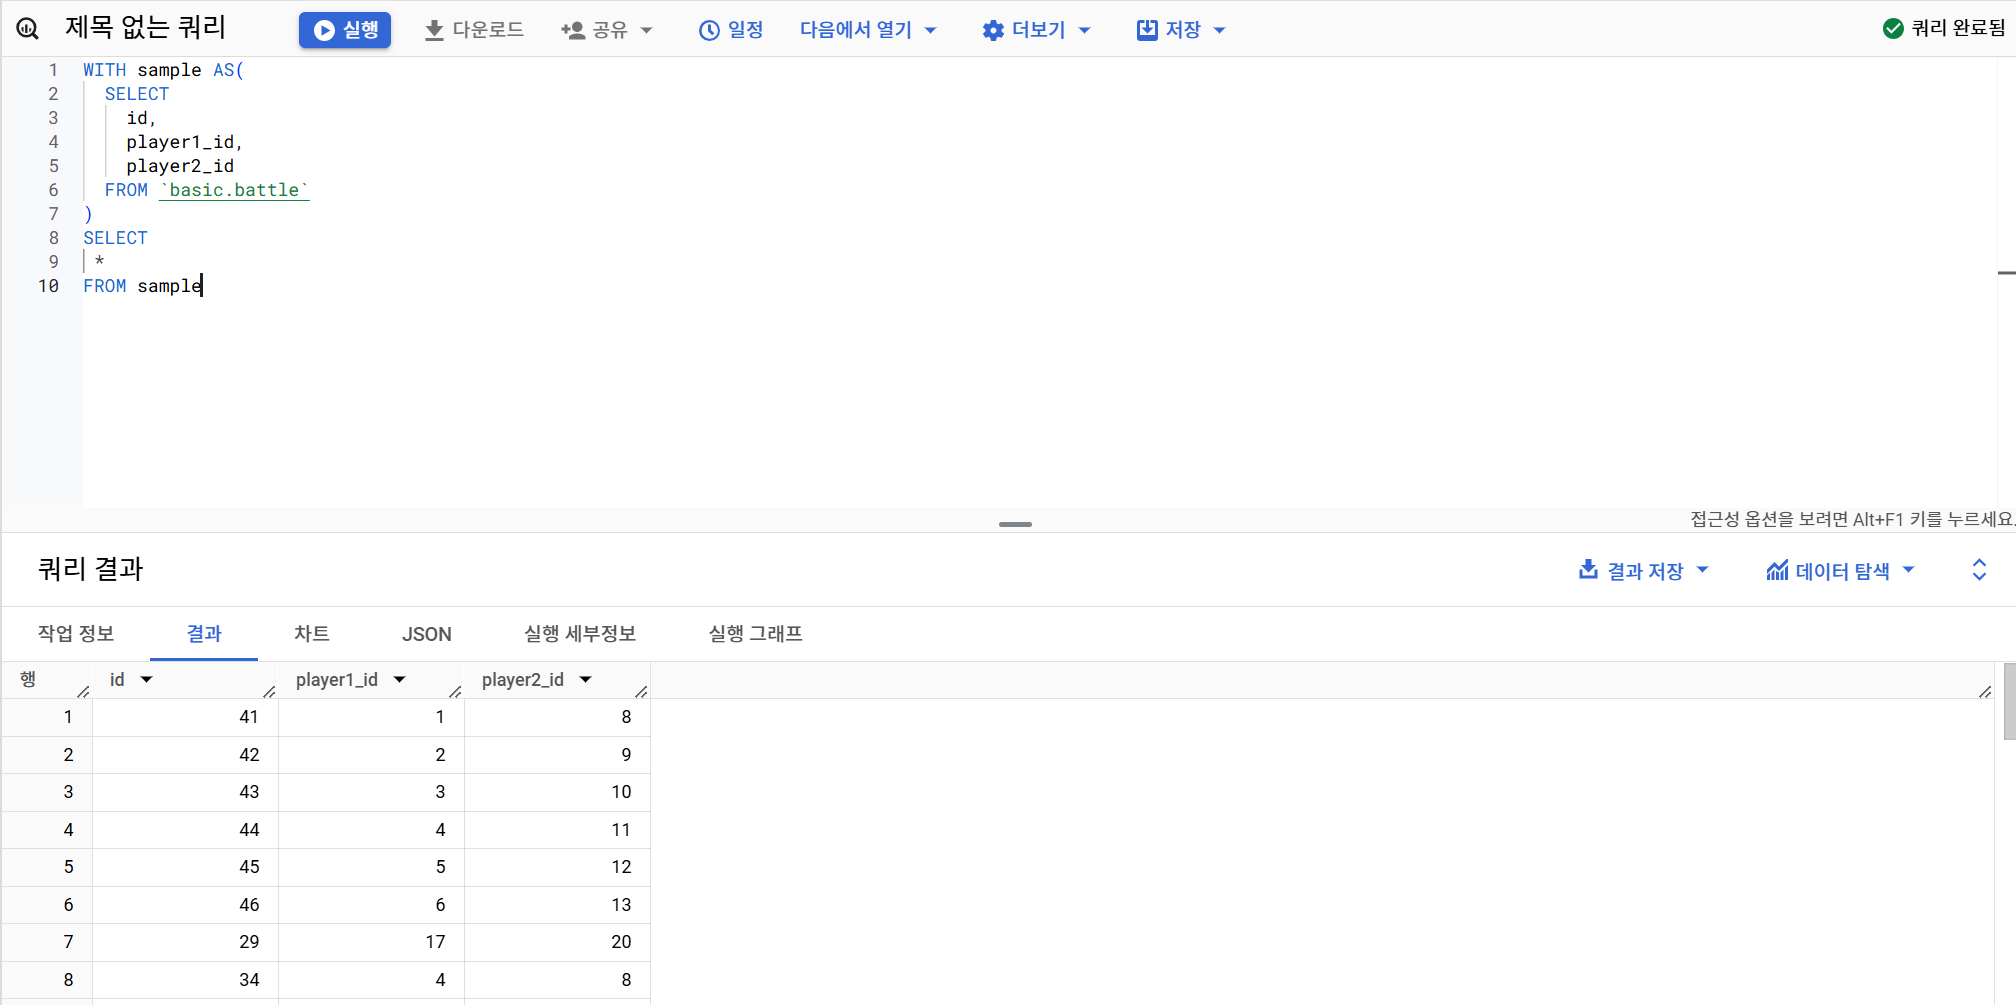 제목 없는 쿼리 실행 다운로드 공유 일정 다음에서 열기 더보기 저장 쿼리 완료됨
1 WITH sample AS(
2 SELECT
3 id,
4 player1_id,
5 player2_id
6 FROM `basic.battle`
7 )
8 SELECT
9 *
10 FROM sample
접근성 옵션을 보려면 Alt+F1 키를 누르세요.
쿼리 결과 결과 저장 데이터 탐색
작업 정보 결과 차트 JSON 실행 세부정보 실행 그래프
행 id player1_id player2_id
1 41 1 8
2 42 2 9
3 43 3 10
4 44 4 11
5 45 5 12
6 46 6 13
7 29 17 20
8 34 4 8